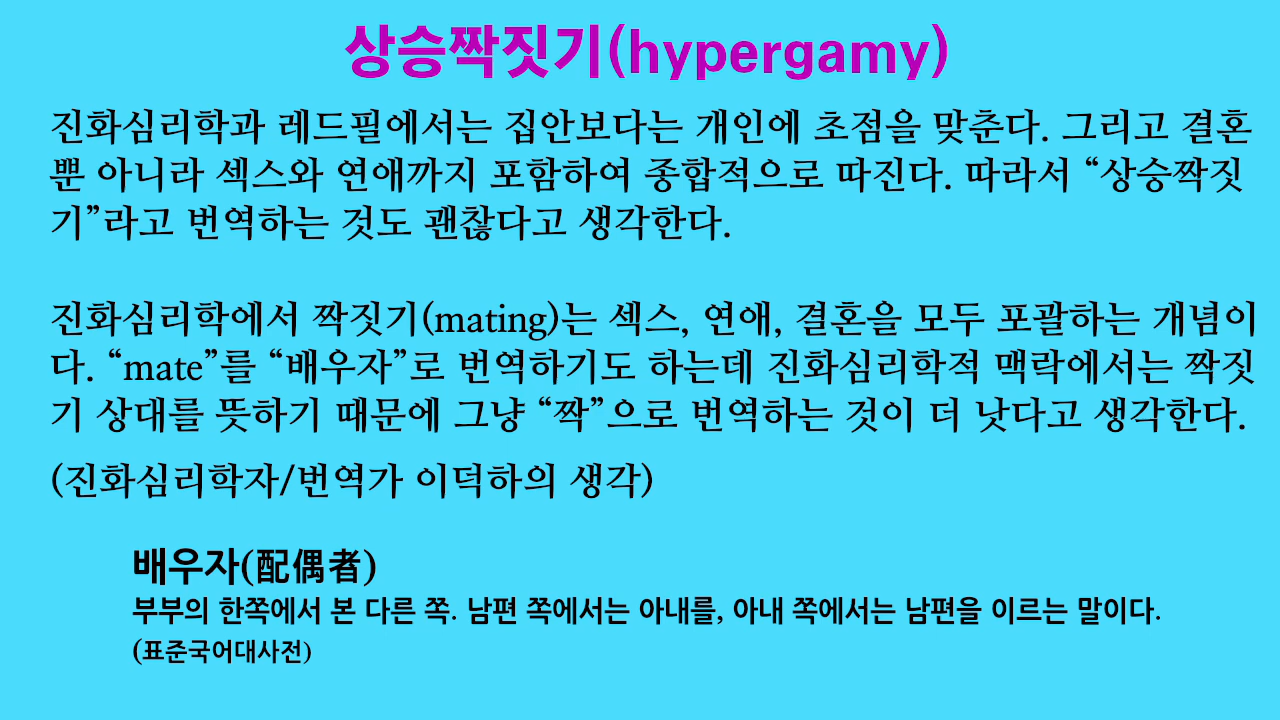 상승짝짓기(hypergamy)
진화심리학과 레드필에서는 집안보다는 개인에 초점을 맞춘다. 그리고 결혼
뿐 아니라 섹스와 연애까지 포함하여 종합적으로 따진다. 따라서 “상승짝짓
기”라고 번역하는 것도 괜찮다고 생각한다.
진화심리학에서 짝짓기(mating)는 섹스, 연애, 결혼을 모두 포괄하는 개념이
다. “mate”를 “배우자”로 번역하기도 하는데 진화심리학적 맥락에서는 짝짓
기 상대를 뜻하기 때문에 그냥 “짝”으로 번역하는 것이 더 낫다고 생각한다.
(진화심리학자/번역가 이덕하의 생각)
배우자(配偶者)
부부의 한쪽에서 본 다른 쪽. 남편 쪽에서는 아내를, 아내 쪽에서는 남편을 이르는 말이다.
(표준국어대사전)